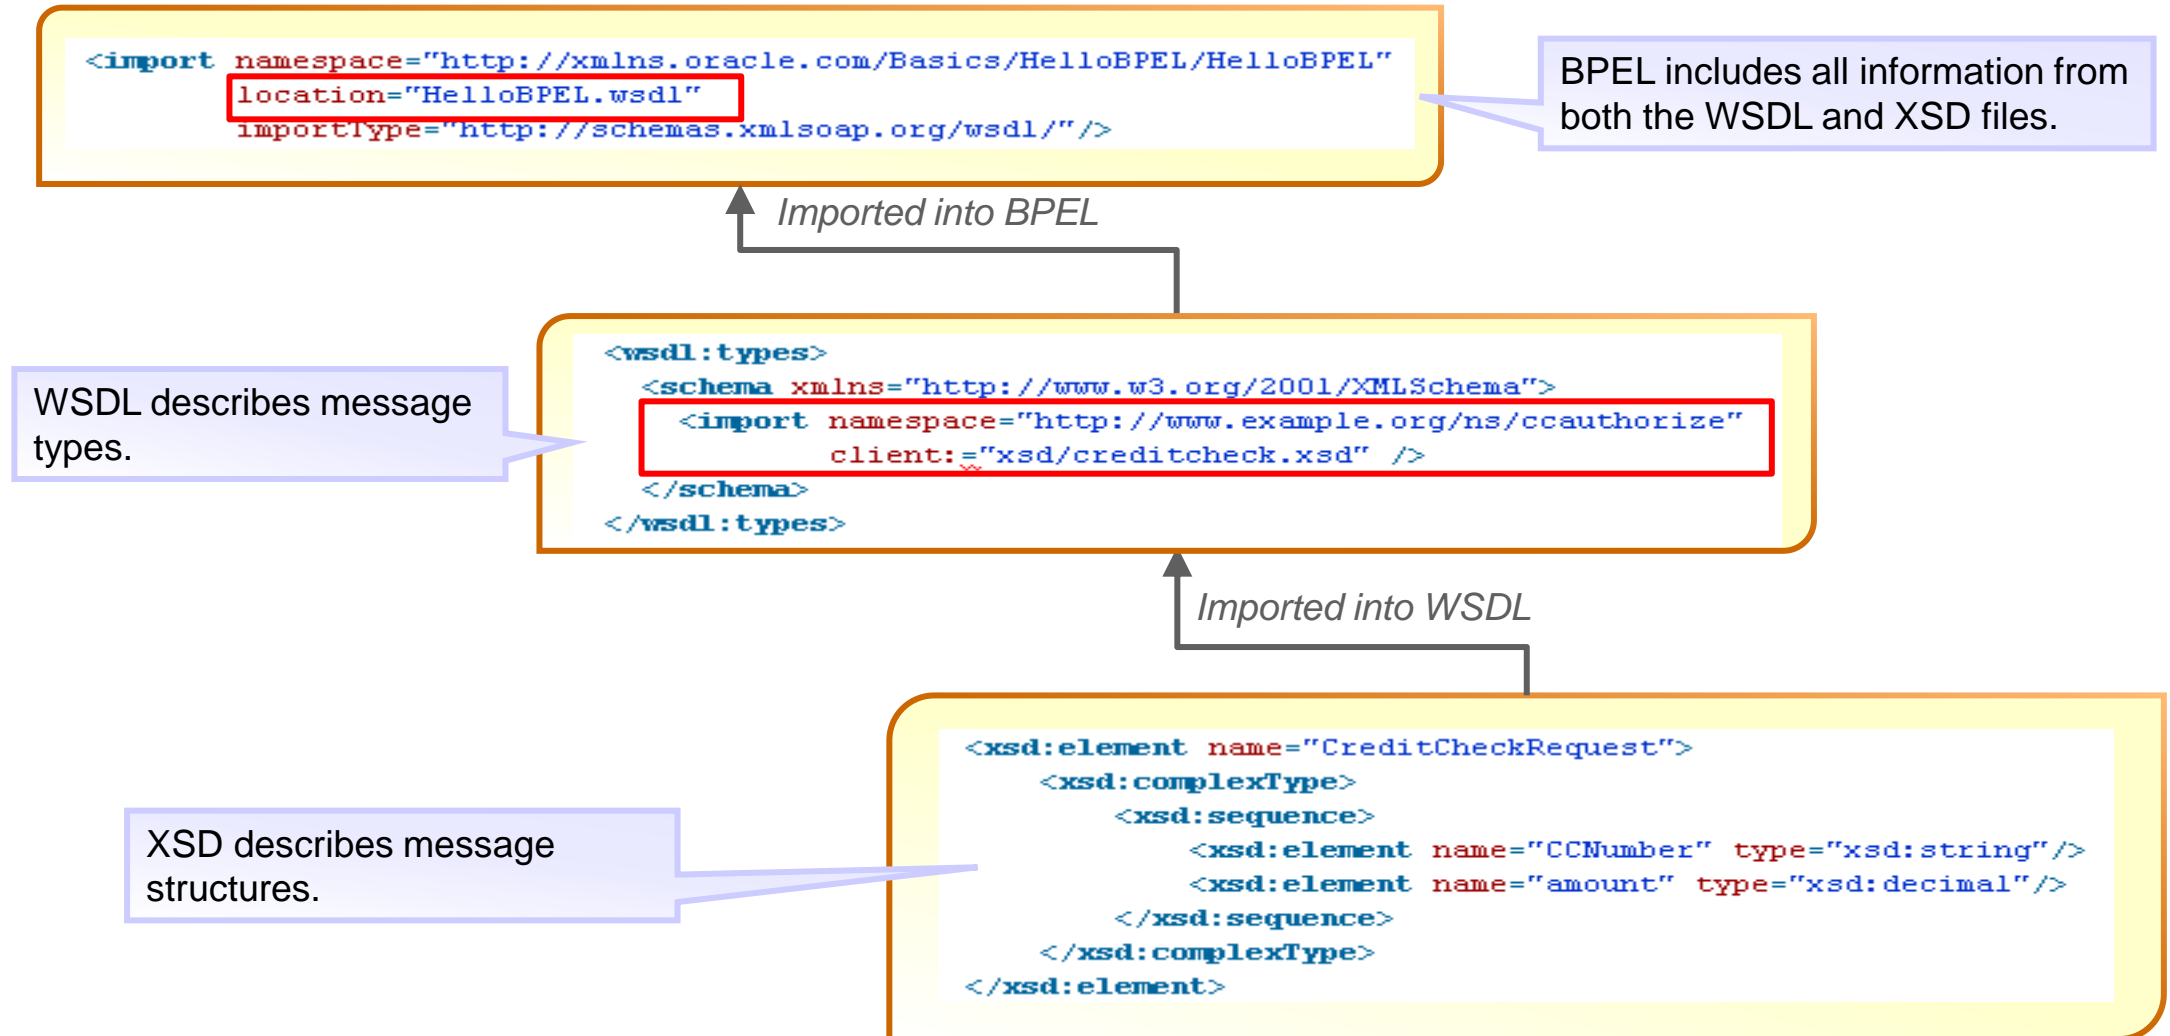 <import namespace="http://xmlns.oracle.com/Basics/HelloBPEL/HelloBPEL"
location="HelloBPEL.wsdl"
importType="http://schemas.xmlsoap.org/wsdl/"/>
BPEL includes all information from
both the WSDL and XSD files.
Imported into BPEL
WSDL describes message
types.
<wsdl:types>
<schema xmlns="http://www.w3.org/2001/XMLSchema">
<import namespace="http://www.example.org/ns/ccauthorize"
client:="xsd/creditcheck.xsd" />
</schema>
</wsdl:types>
Imported into WSDL
XSD describes message
structures.
<xsd:element name="CreditCheckRequest">
<xsd:complexType>
<xsd:sequence>
<xsd:element name="CCNumber" type="xsd:string"/>
<xsd:element name="amount" type="xsd:decimal"/>
</xsd:sequence>
</xsd:complexType>
</xsd:element>